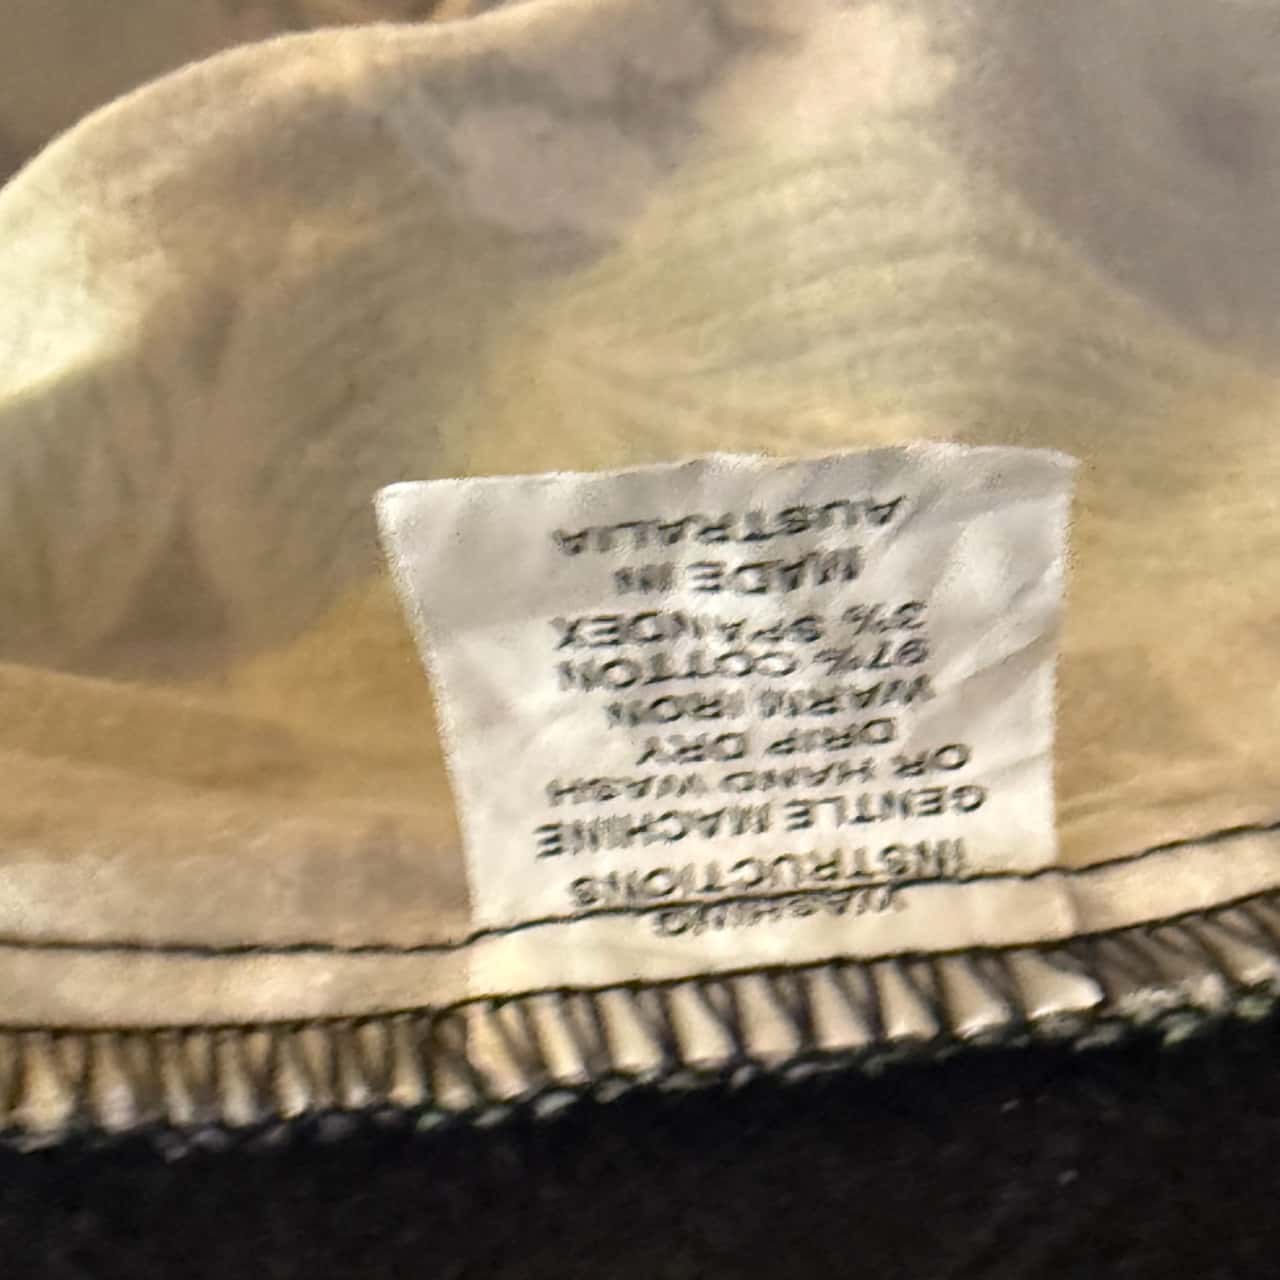 WASHING
INSTRUCTIONS
GENTLE MACHINE
OR HAND WASH
DRIP DRY
WARM IRON
97% COTTON
3% SPANDEX
MADE IN
AUSTRALIA